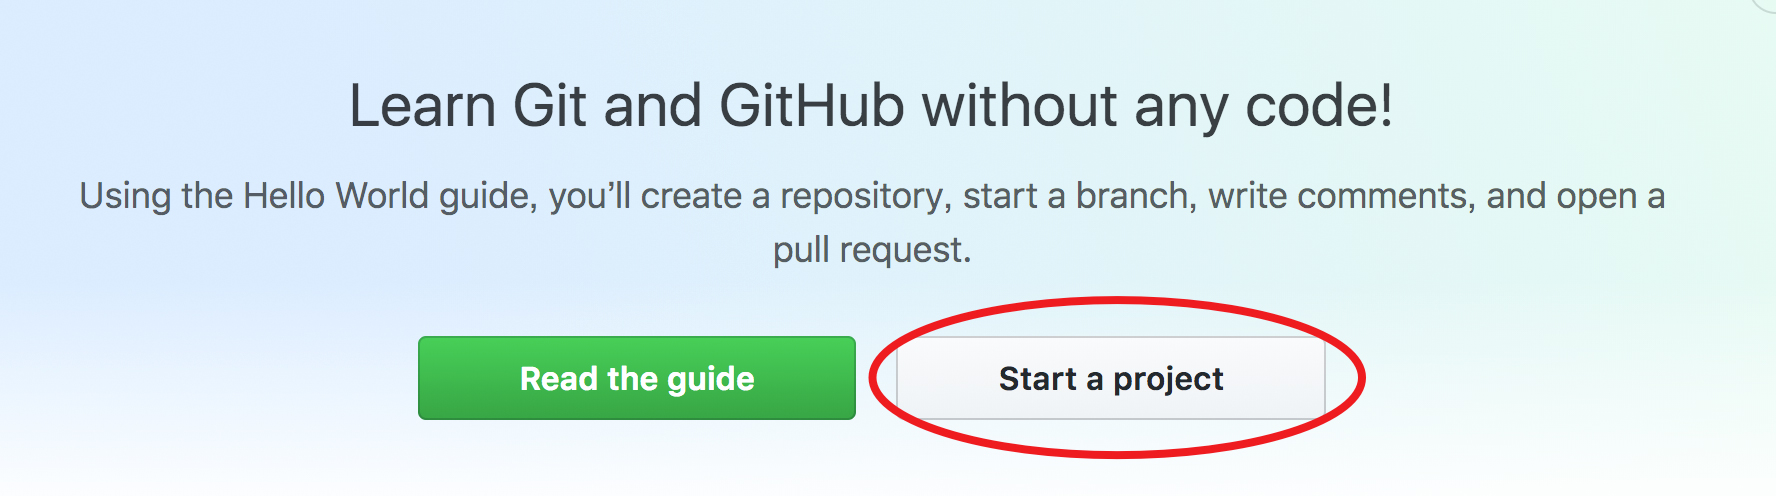 Learn Git and GitHub without any code!
Using the Hello World guide, you’ll create a repository, start a branch, write comments, and open a
pull request.
Read the guide
Start a project